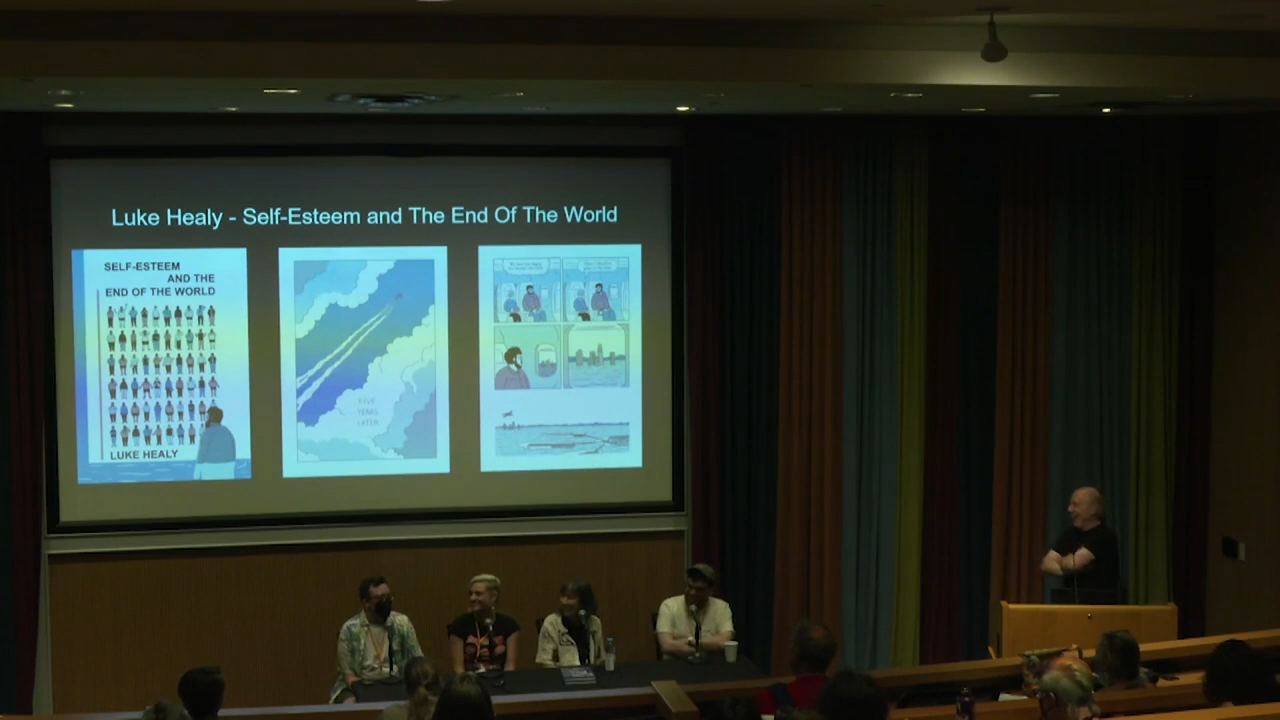 Luke Healy - Self-Esteem and The End Of The World
SELF-ESTEEM
AND THE
END OF THE WORLD
LUKE HEALY
FIVE
YEARS
LATER